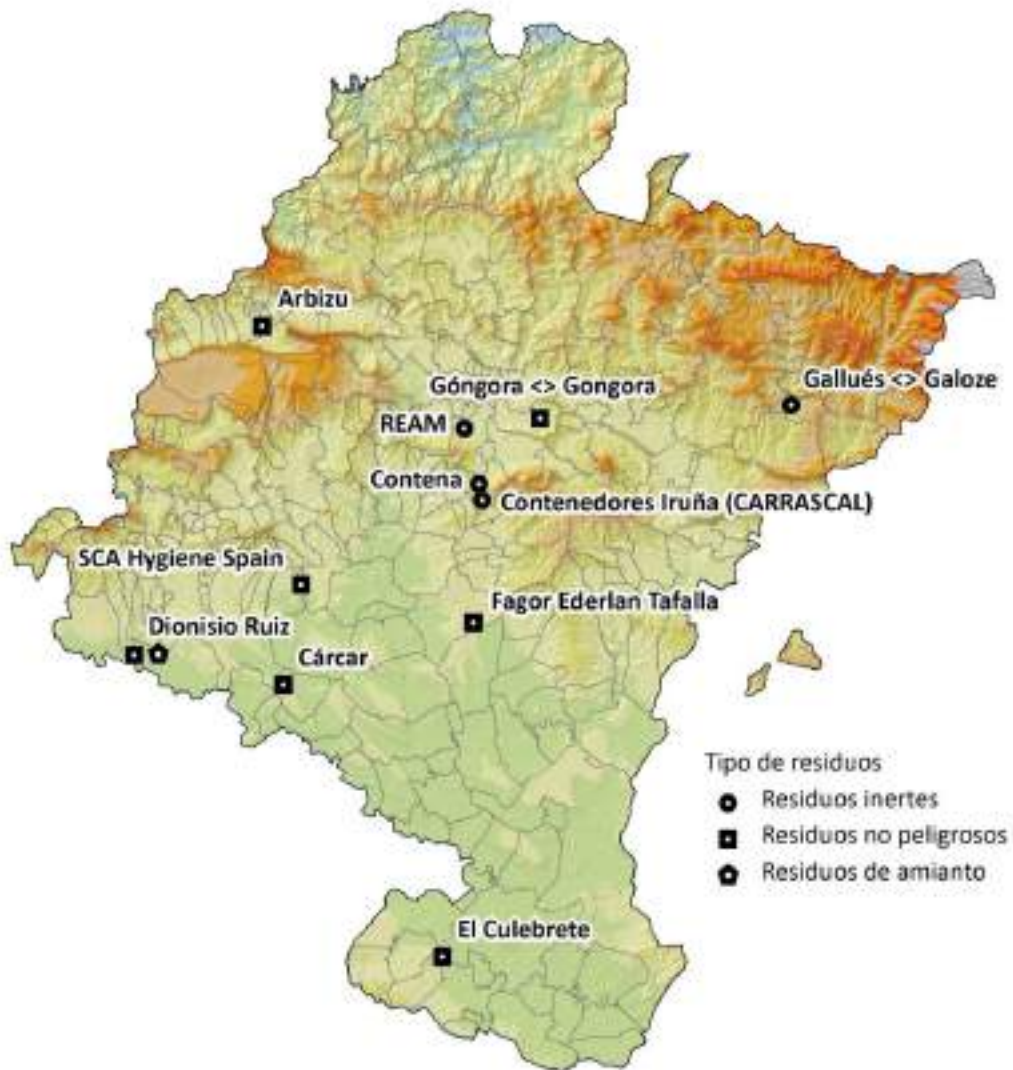 Arbizu
Góngora <> Gongora
Gallués <> Galoze
REAM
Contena
Contenedores Iruña (CARRASCAL)
SCA Hygiene Spain
Fagor Ederlan Tafalla
Dionisio Ruiz
Cárcar
Tipo de residuos
Residuos inertes
Residuos no peligrosos
Residuos de amianto
El Culebrete